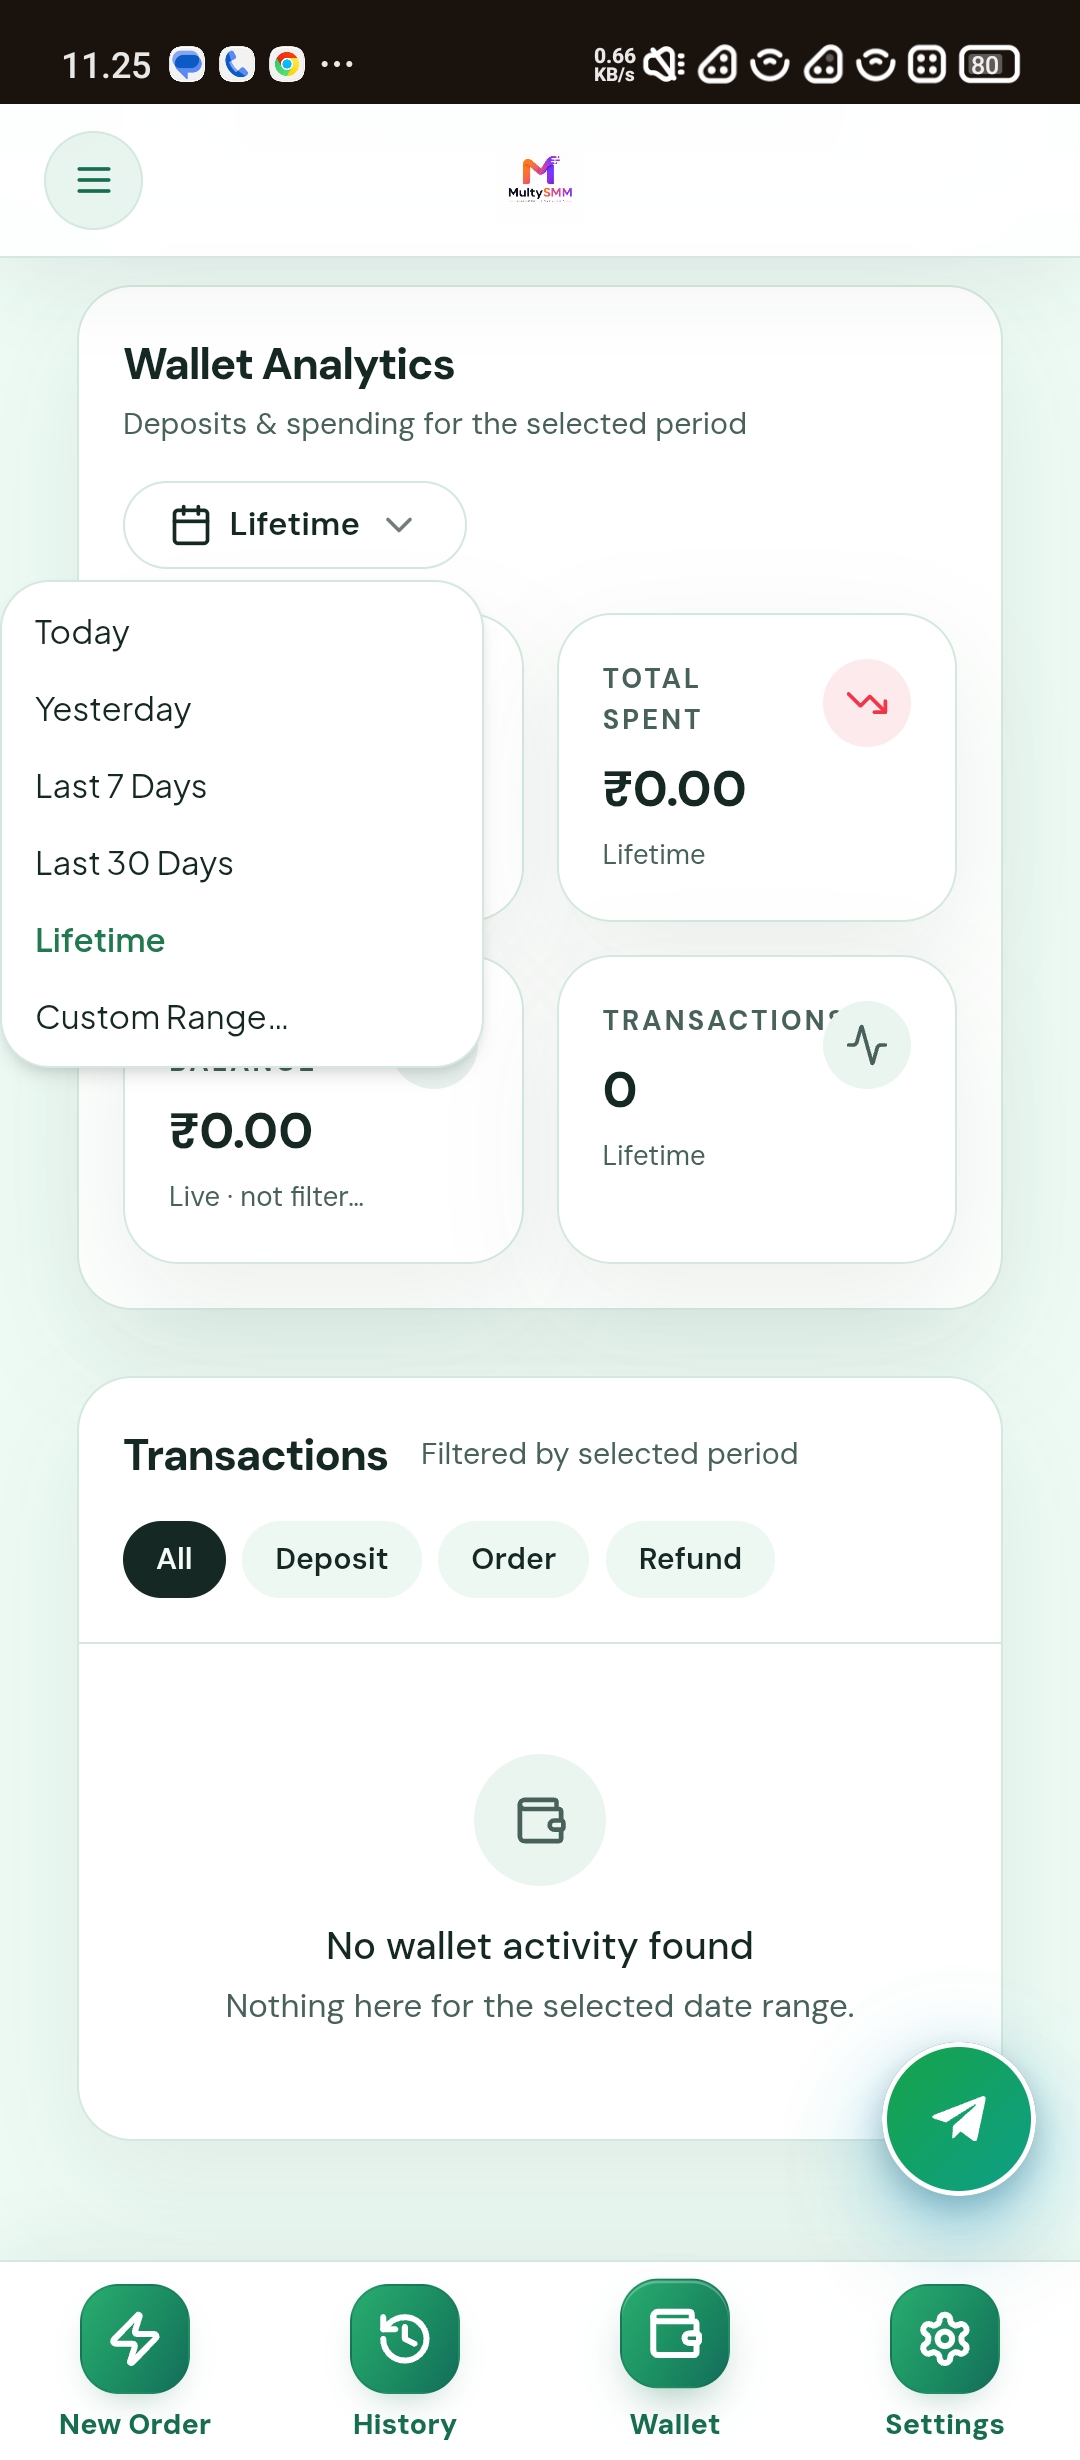 11.25
0.66
KB/s
80
MultySMM
Wallet Analytics
Deposits & spending for the selected period
Lifetime
Today
Yesterday
Last 7 Days
Last 30 Days
Lifetime
Custom Range...
TOTAL
SPENT
₹0.00
Lifetime
BALANCE
₹0.00
Live · not filter...
TRANSACTIONS
0
Lifetime
Transactions
Filtered by selected period
All
Deposit
Order
Refund
No wallet activity found
Nothing here for the selected date range.
New Order
History
Wallet
Settings